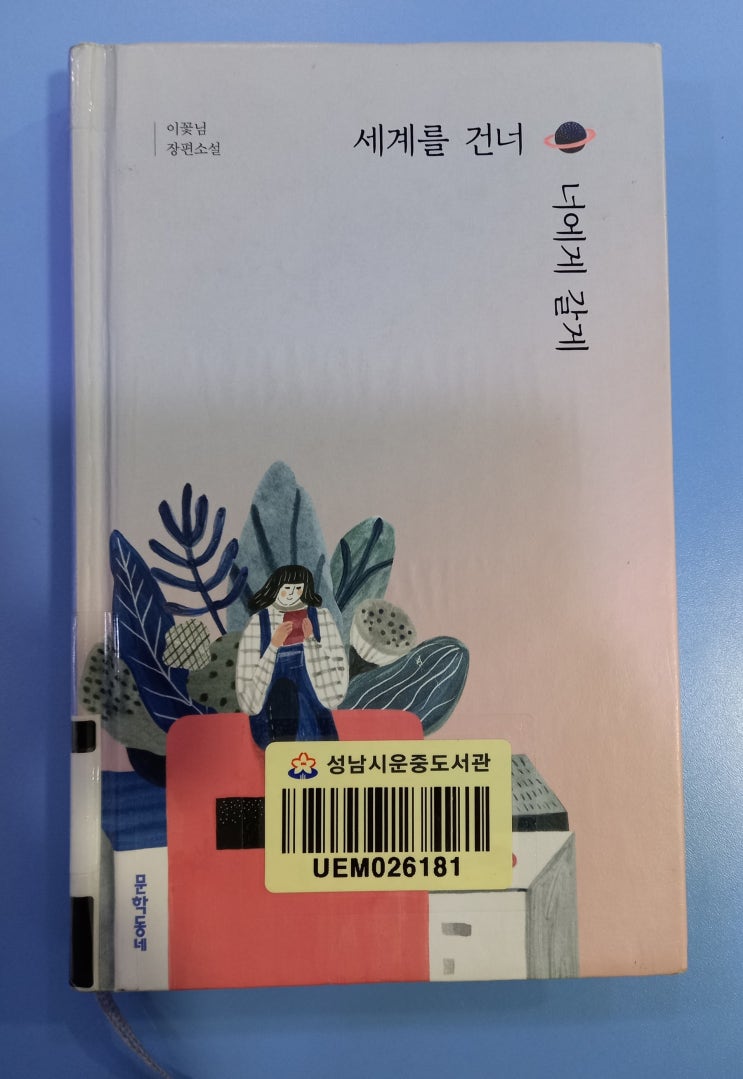 이꽃님
장편소설
세계를 건너
너에게 갈게
성남시운중도서관
UEM026181
문학동네